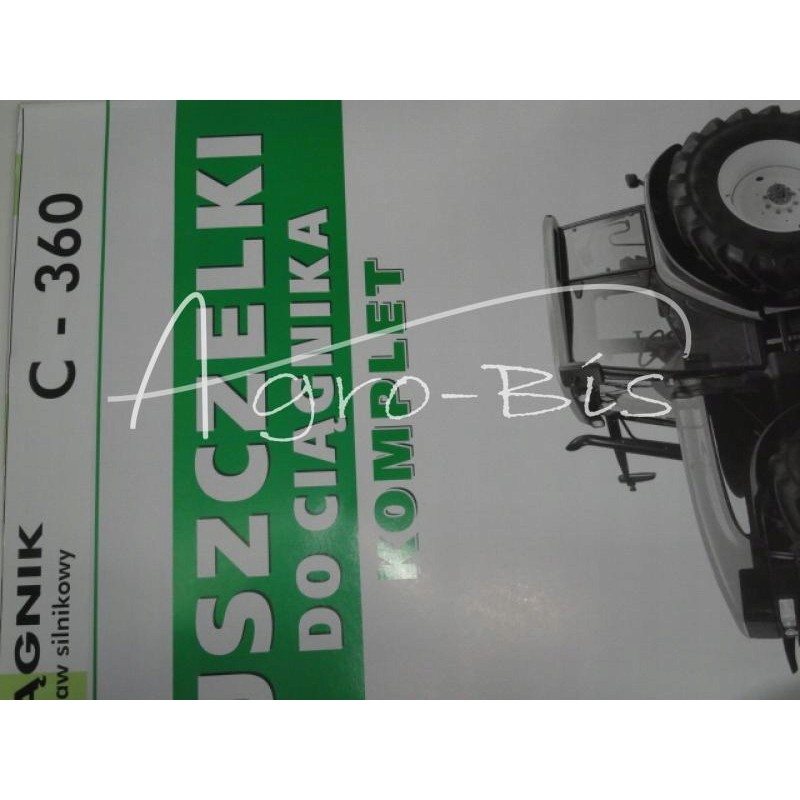 ĄGNIK C - 360
aw silnikowy
USZCZELKI
DO CIĄGNIKA
KOMPLET
Agro-Bis